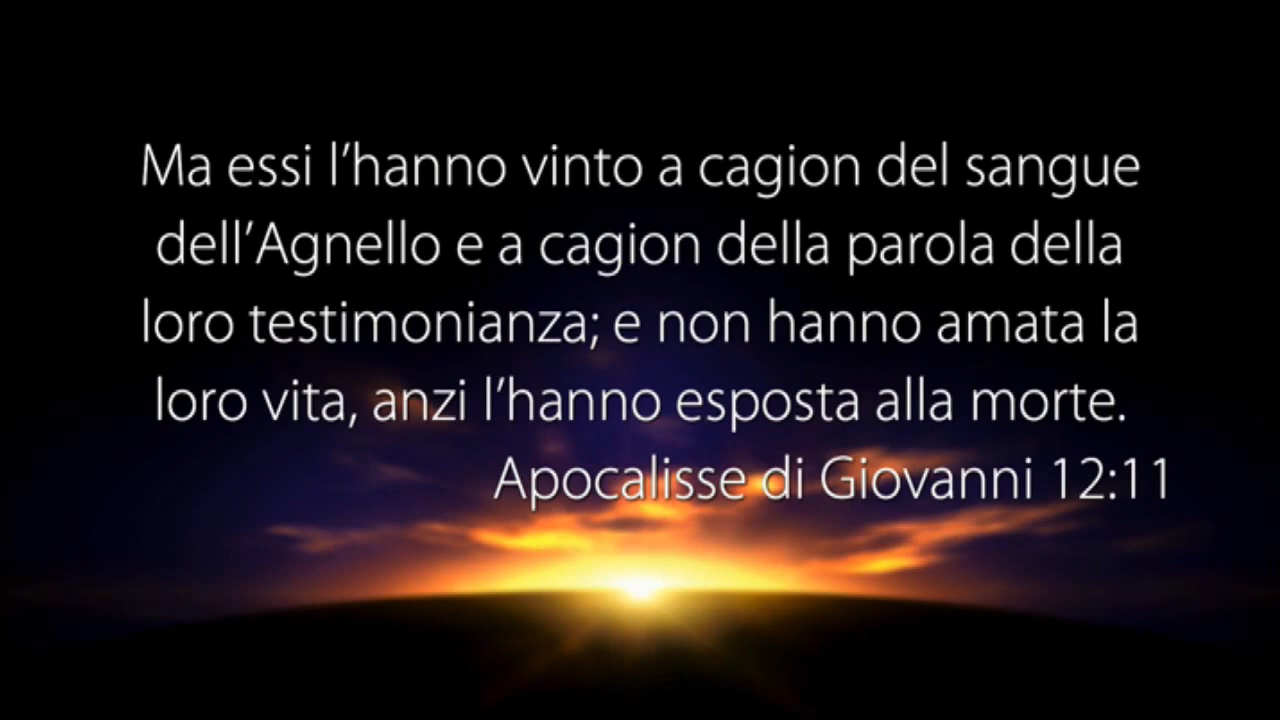 Ma essi l’hanno vinto a cagion del sangue
dell’Agnello e a cagion della parola della
loro testimonianza; e non hanno amata la
loro vita, anzi l’hanno esposta alla morte.
Apocalisse di Giovanni 12:11